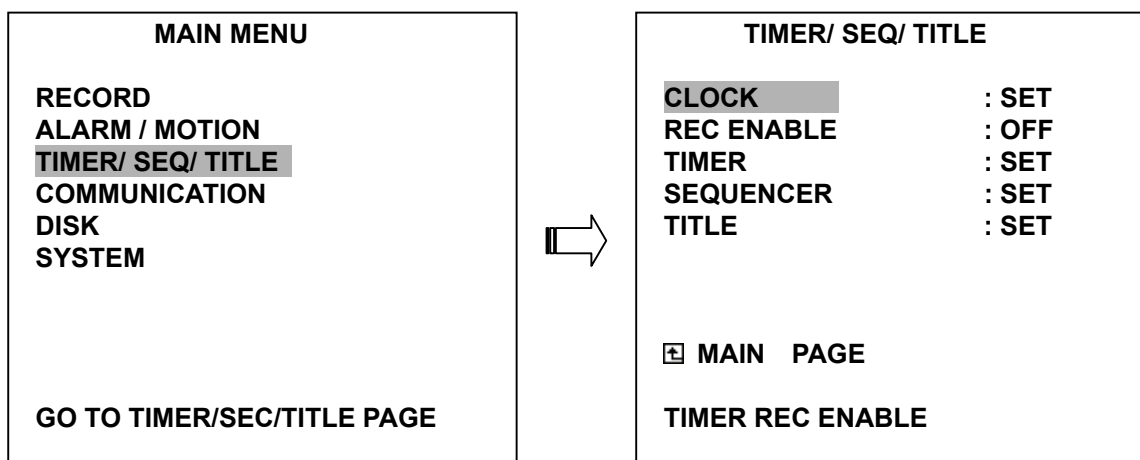 MAIN MENU
RECORD
ALARM / MOTION
TIMER/ SEQ/ TITLE
COMMUNICATION
DISK
SYSTEM
GO TO TIMER/SEC/TITLE PAGE
TIMER/ SEQ/ TITLE
CLOCK : SET
REC ENABLE : OFF
TIMER : SET
SEQUENCER : SET
TITLE : SET
MAIN PAGE
TIMER REC ENABLE